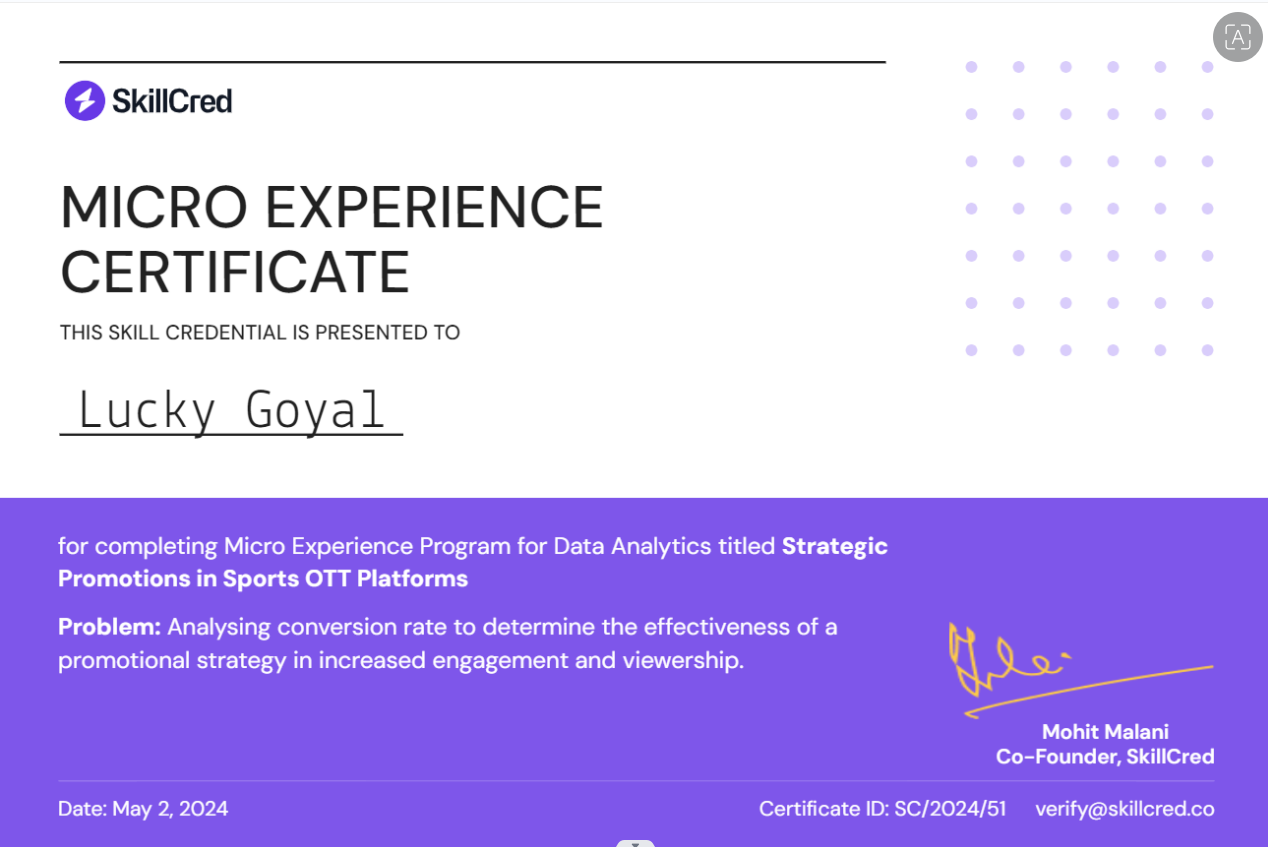 SkillCred
MICRO EXPERIENCE
CERTIFICATE
THIS SKILL CREDENTIAL IS PRESENTED TO
Lucky Goyal
for completing Micro Experience Program for Data Analytics titled Strategic
Promotions in Sports OTT Platforms
Problem: Analysing conversion rate to determine the effectiveness of a
promotional strategy in increased engagement and viewership.
Mohit Malani
Co-Founder, SkillCred
Date: May 2, 2024
Certificate ID: SC/2024/51
verify@skillcred.co